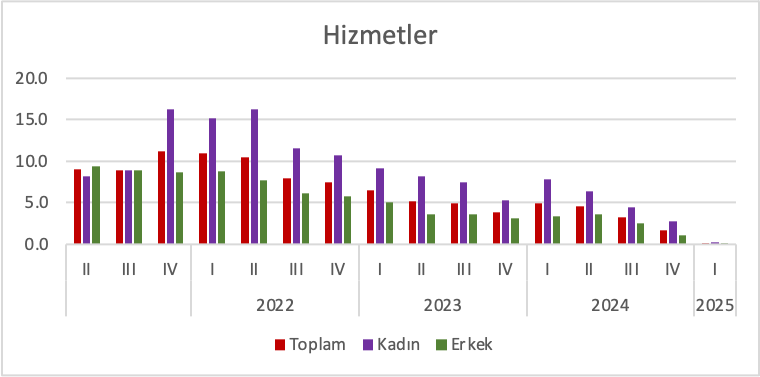 Hizmetler
20.0
15.0
10.0
5.0
0.0
II III IV I II III IV I II III IV I II III IV I
2022 2023 2024 2025
Toplam Kadın Erkek